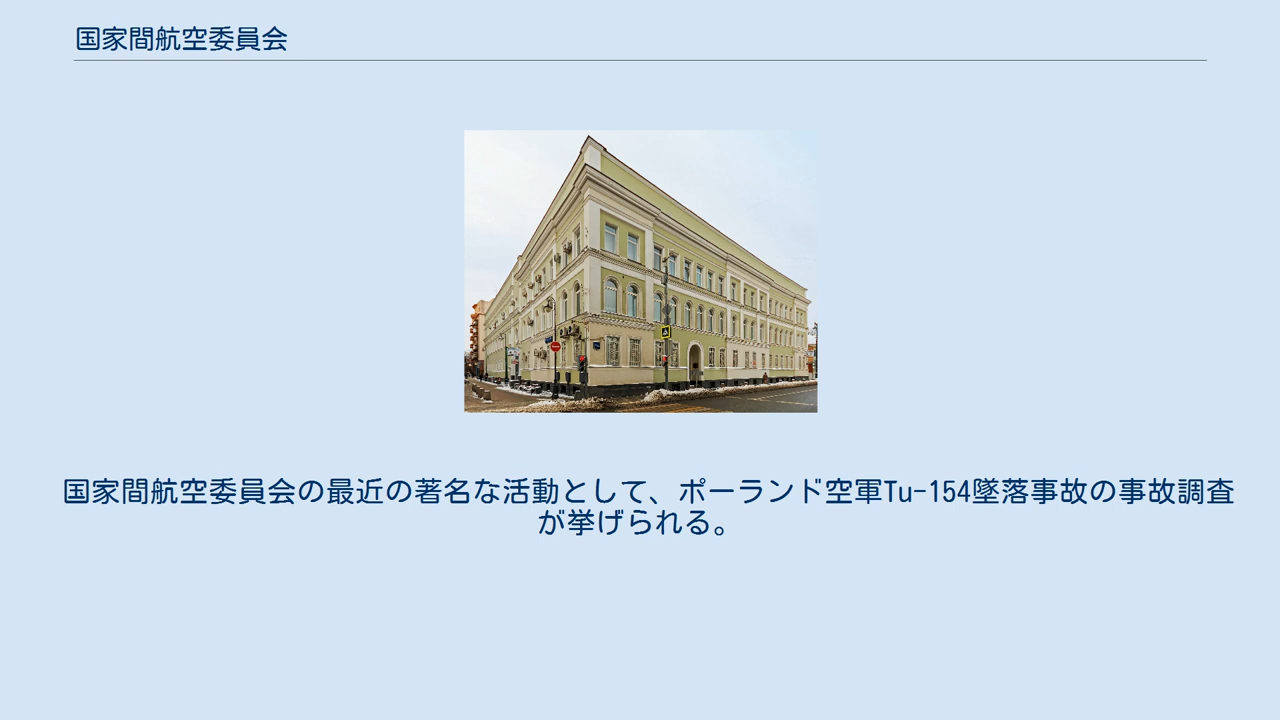 国家間航空委員会
国家間航空委員会の最近の著名な活動として、ポーランド空軍Tu-154墜落事故の事故調査
が挙げられる。